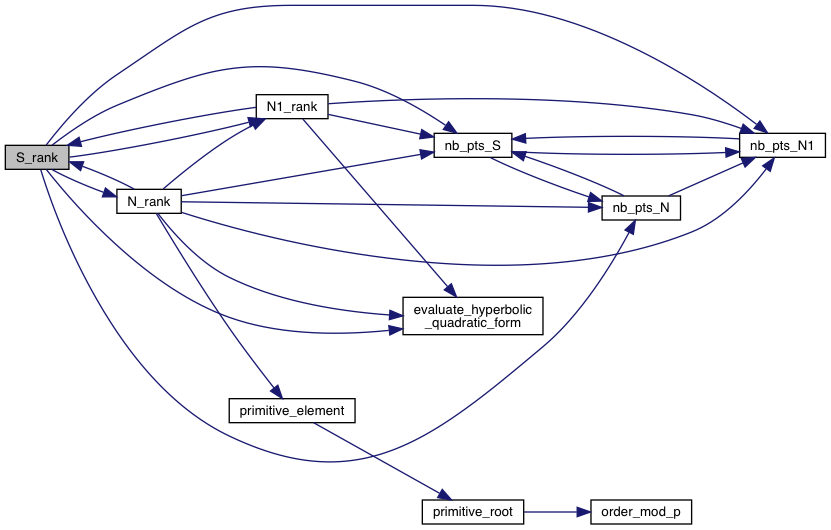 S_rank
N1_rank
N_rank
nb_pts_S
nb_pts_N1
nb_pts_N
evaluate_hyperbolic
_quadratic_form
primitive_element
primitive_root
order_mod_p